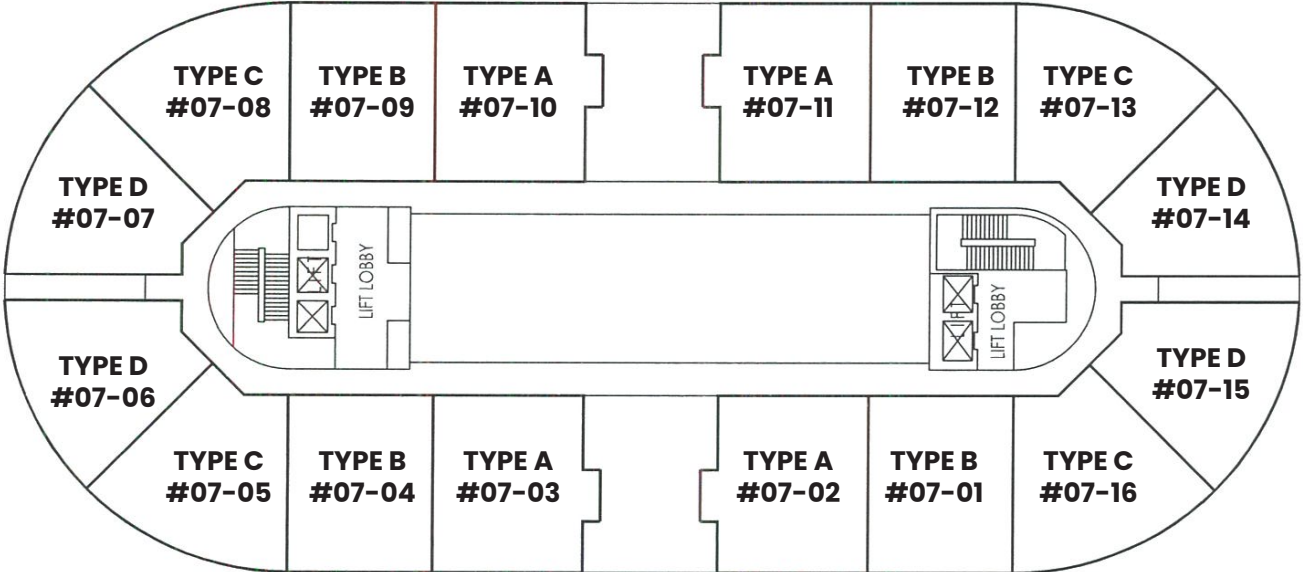 TYPE C
#07-08
TYPE B
#07-09
TYPE A
#07-10
TYPE A
#07-11
TYPE B
#07-12
TYPE C
#07-13
TYPE D
#07-07
TYPE D
#07-14
LIFT
LIFT LOBBY
LIFT
LIFT LOBBY
TYPE D
#07-06
TYPE D
#07-15
TYPE C
#07-05
TYPE B
#07-04
TYPE A
#07-03
TYPE A
#07-02
TYPE B
#07-01
TYPE C
#07-16